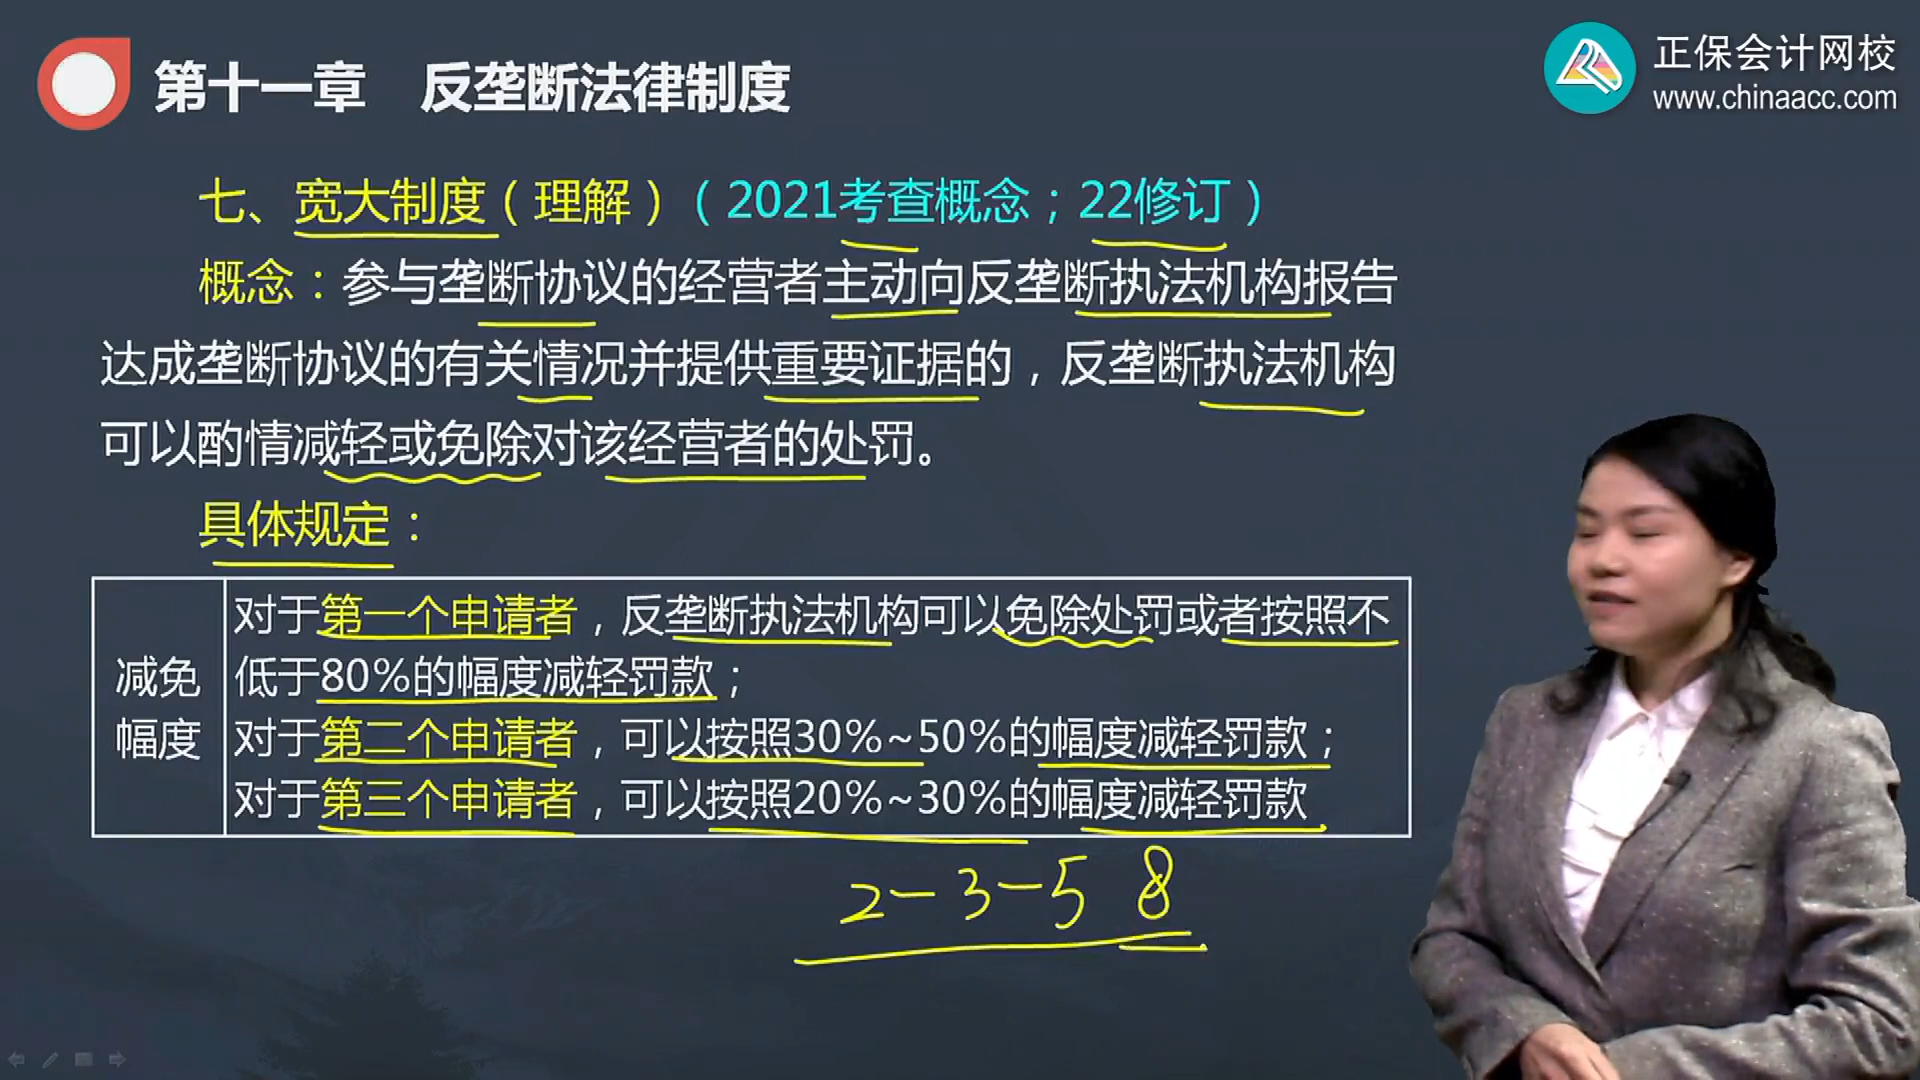 第十一章 反垄断法律制度
正保会计网校
www.chinaacc.com
七、宽大制度（理解）（2021考查概念；22修订）
概念：参与垄断协议的经营者主动向反垄断执法机构报告
达成垄断协议的有关情况并提供重要证据的，反垄断执法机构
可以酌情减轻或免除对该经营者的处罚。
具体规定：
减免
幅度
对于第一个申请者，反垄断执法机构可以免除处罚或者按照不
低于80%的幅度减轻罚款；
对于第二个申请者，可以按照30%~50%的幅度减轻罚款；
对于第三个申请者，可以按照20%~30%的幅度减轻罚款
2-3-5 8